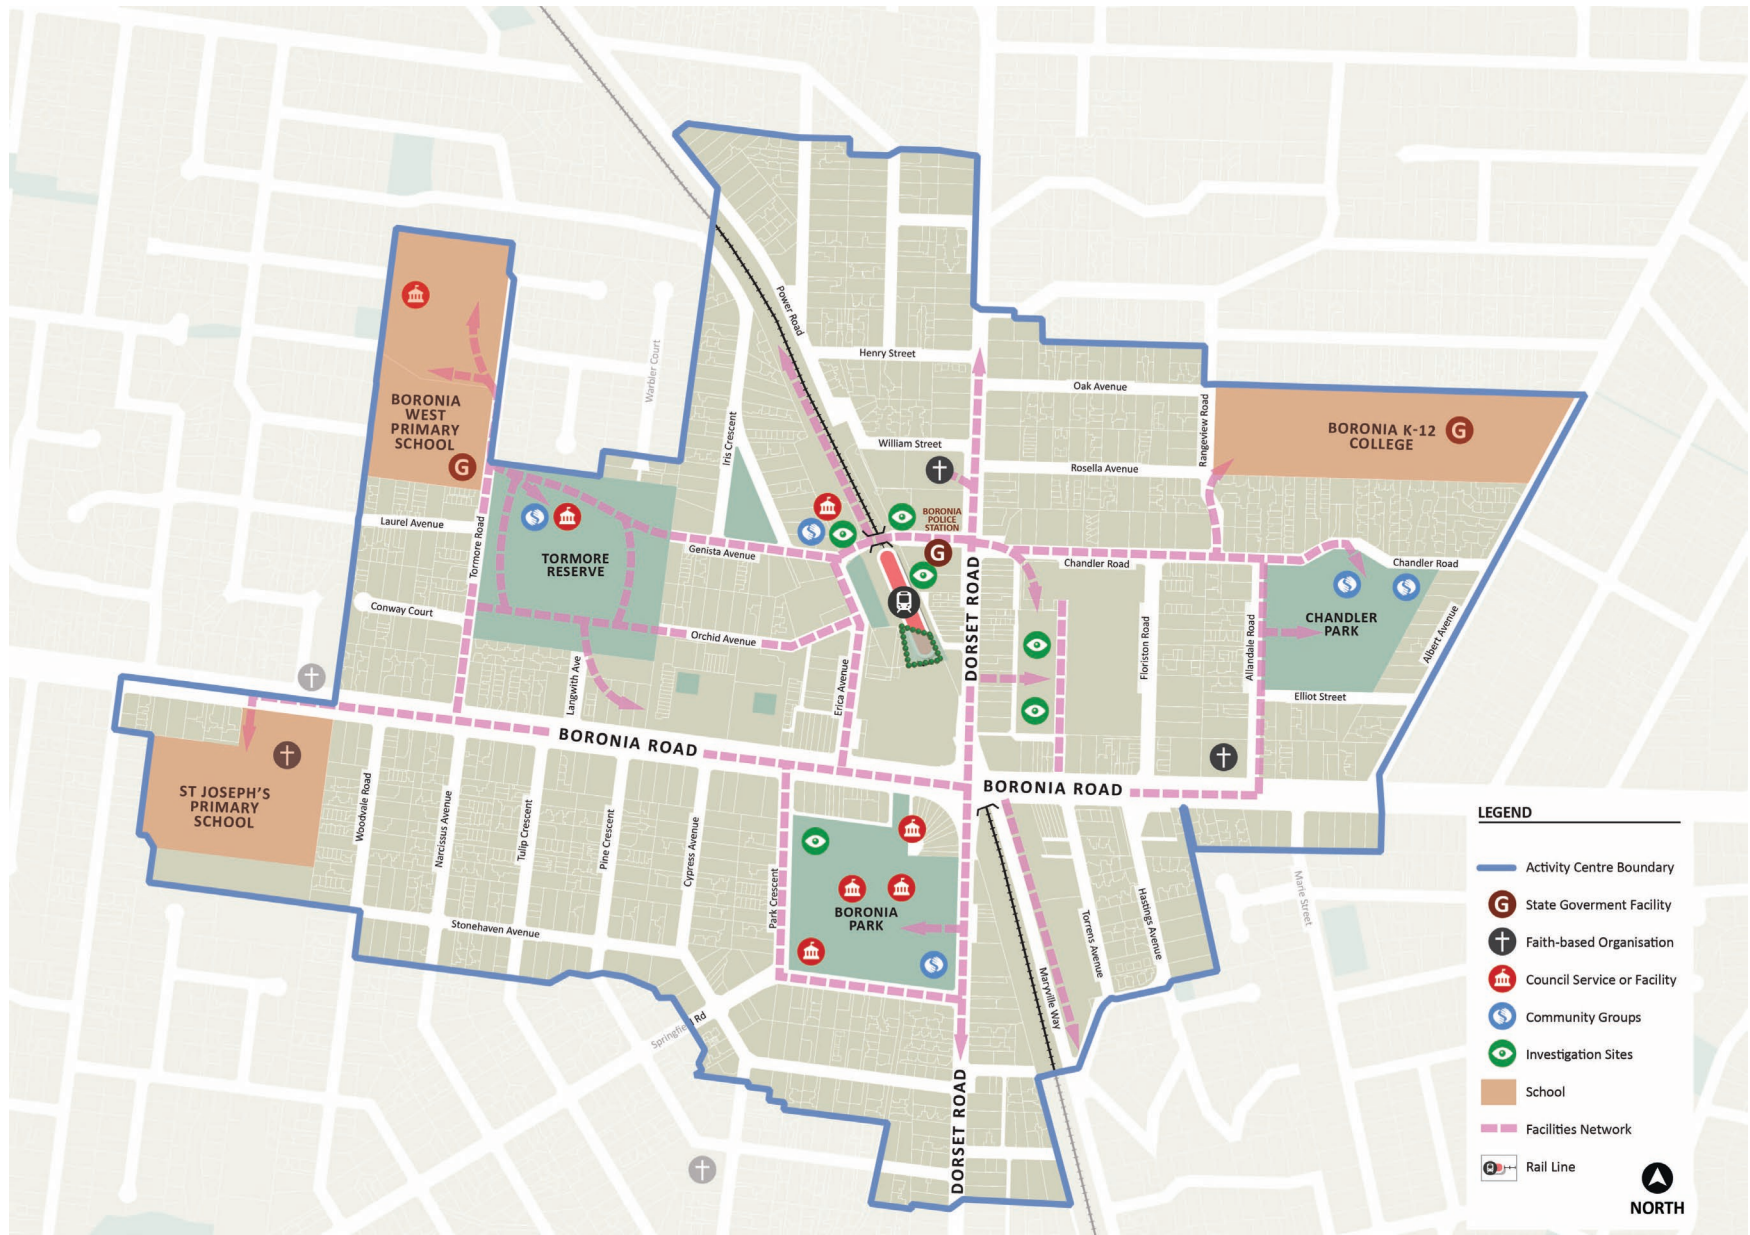 Power Road
Henry Street
Warbler Court
Oak Avenue
BORONIA
WEST
PRIMARY
SCHOOL
G
Iris Crescent
William Street
Rangeview Road
BORONIA K-12
COLLEGE
G
Rosella Avenue
Laurel Avenue
Tormore Road
TORMORE
RESERVE
Genista Avenue
BORONIA
POLICE
STATION
G
Chandler Road
Chandler Road
Conway Court
Orchid Avenue
DORSET ROAD
Floriston Road
Allandale Road
CHANDLER
PARK
Albert Avenue
Langwith Ave
Erica Avenue
Elliot Street
BORONIA ROAD
BORONIA ROAD
ST JOSEPH'S
PRIMARY
SCHOOL
Woodvale Road
Narcissus Avenue
Tulip Crescent
Pine Crescent
Cypress Avenue
Park Crescent
BORONIA
PARK
Stonehaven Avenue
Springfield Rd
Maryville Way
Torrens Avenue
Hastings Avenue
Marie Street
DORSET ROAD
LEGEND
Activity Centre Boundary
G State Goverment Facility
Faith-based Organisation
Council Service or Facility
Community Groups
Investigation Sites
School
Facilities Network
Rail Line
NORTH